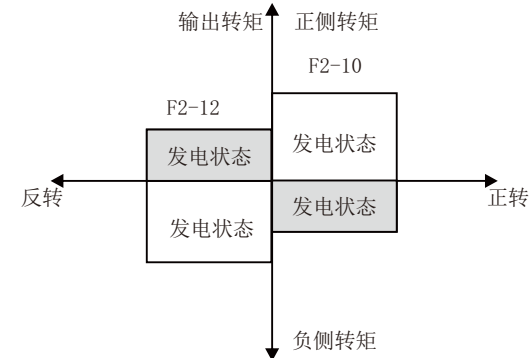 输出转矩
正侧转矩
F2-10
F2-12
发电状态
发电状态
反转
正转
发电状态
发电状态
负侧转矩